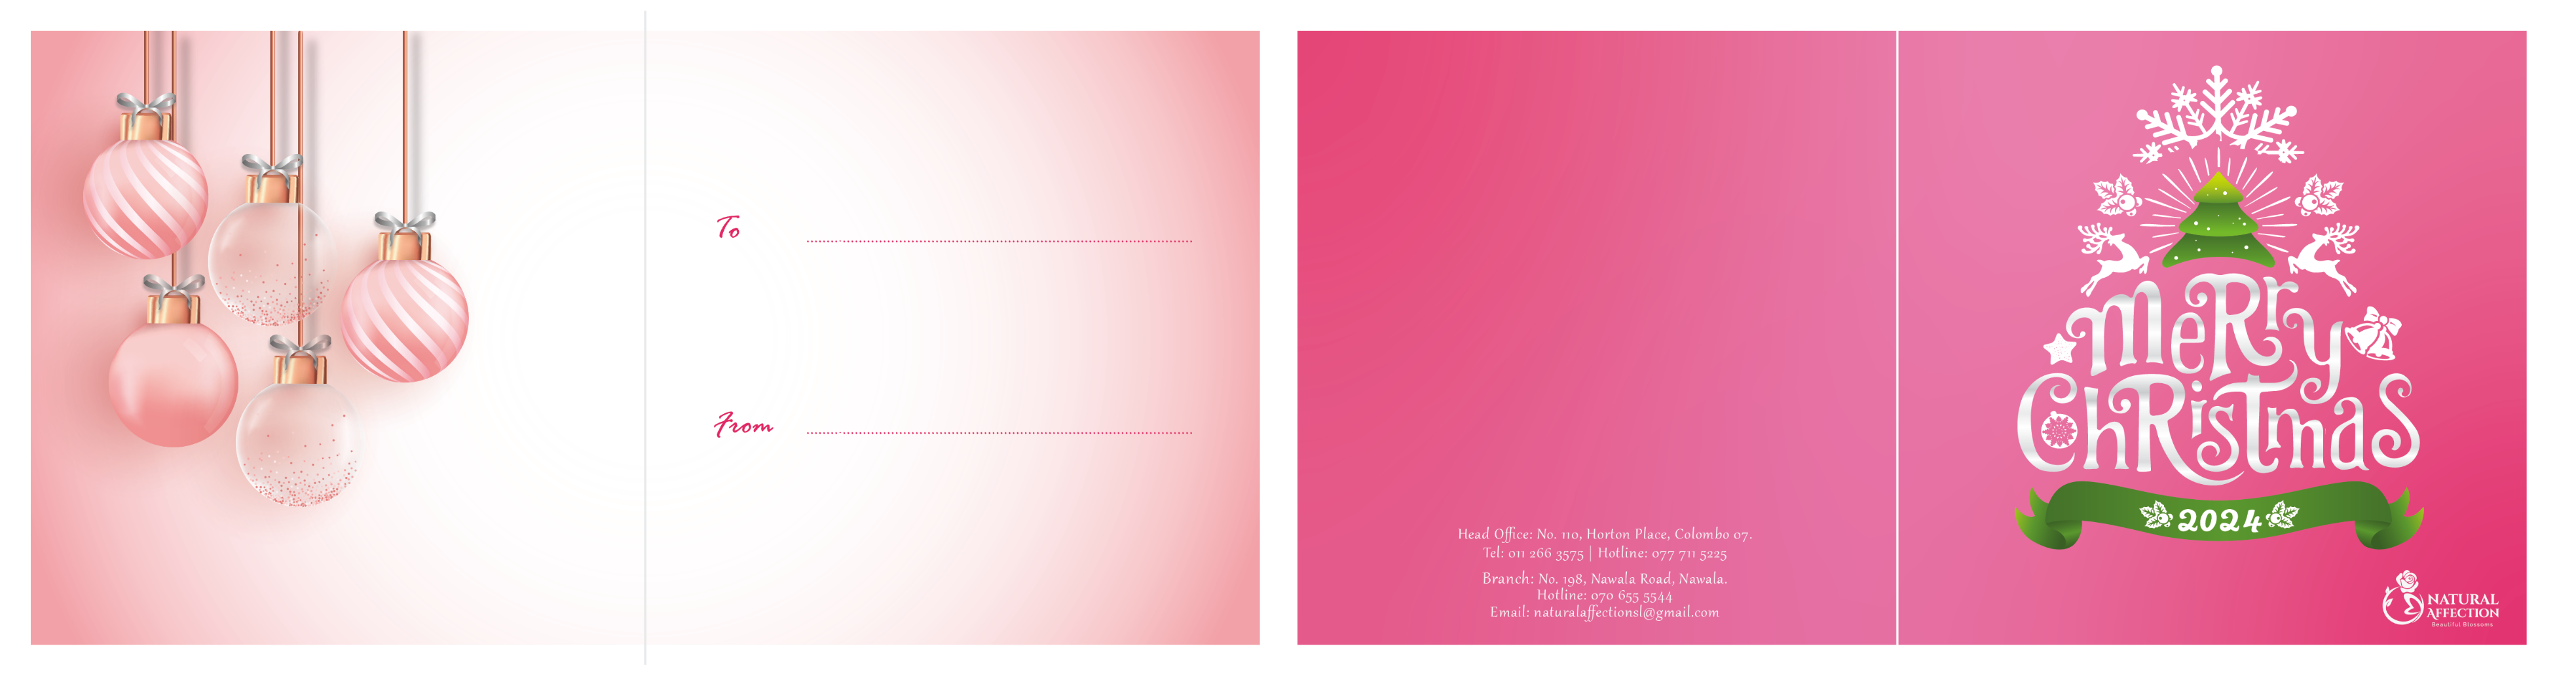 To
From
Head Office: No. 110, Horton Place, Colombo 07.
Tel: 011 266 3575 | Hotline: 077 711 5225
Branch: No. 198, Nawala Road, Nawala.
Hotline: 070 655 5544
Email: naturalaffectionsl@gmail.com
Merry
Christmas
2024
NATURAL
AFFECTION
Beautiful Blossoms